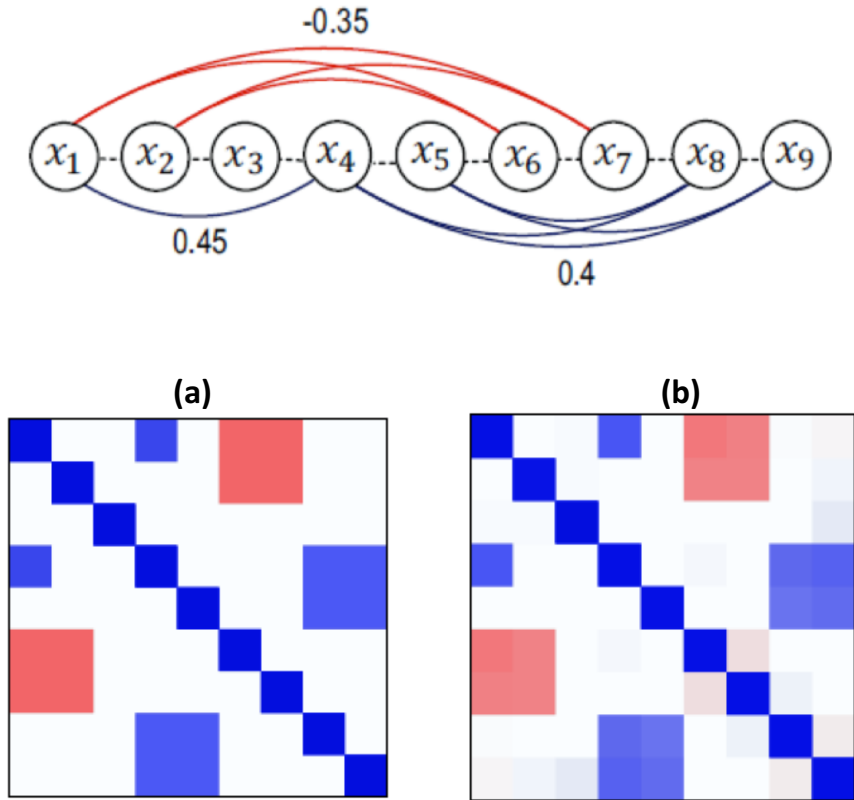 -0.35
x₁ x₂ x₃ x₄ x₅ x₆ x₇ x₈ x₉
0.45
0.4
(a) (b)